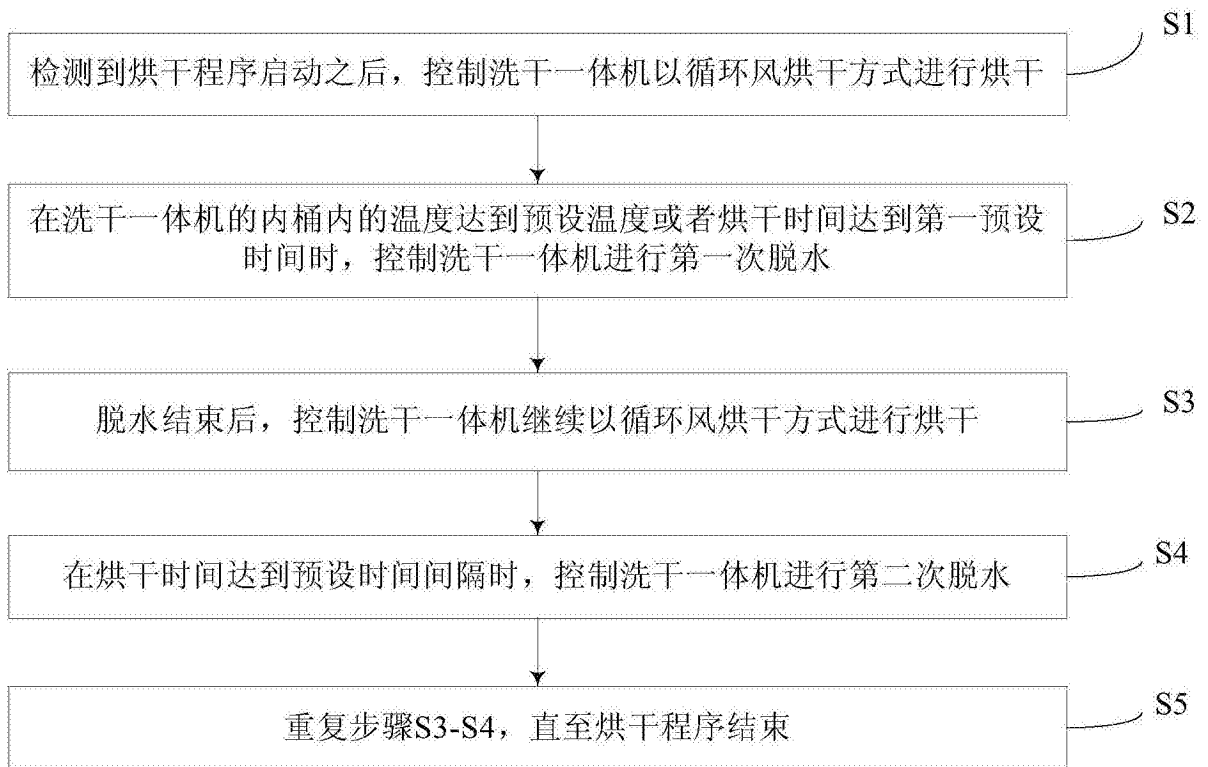 S1
检测到烘干程序启动之后，控制洗干一体机以循环风烘干方式进行烘干
S2
在洗干一体机的内桶内的温度达到预设温度或者烘干时间达到第一预设
时间时，控制洗干一体机进行第一次脱水
S3
脱水结束后，控制洗干一体机继续以循环风烘干方式进行烘干
S4
在烘干时间达到预设时间间隔时，控制洗干一体机进行第二次脱水
S5
重复步骤S3-S4，直至烘干程序结束